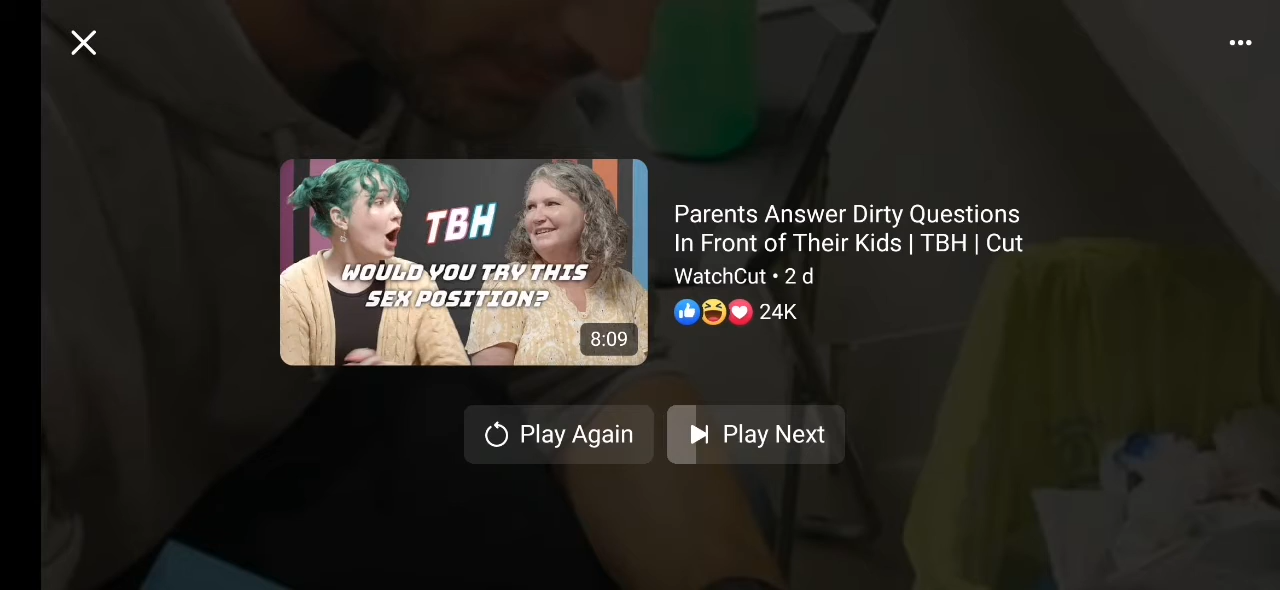 TBH
WOULD YOU TRY THIS
SEX POSITION?
8:09
Parents Answer Dirty Questions
In Front of Their Kids | TBH | Cut
WatchCut • 2 d
24K
Play Again
Play Next